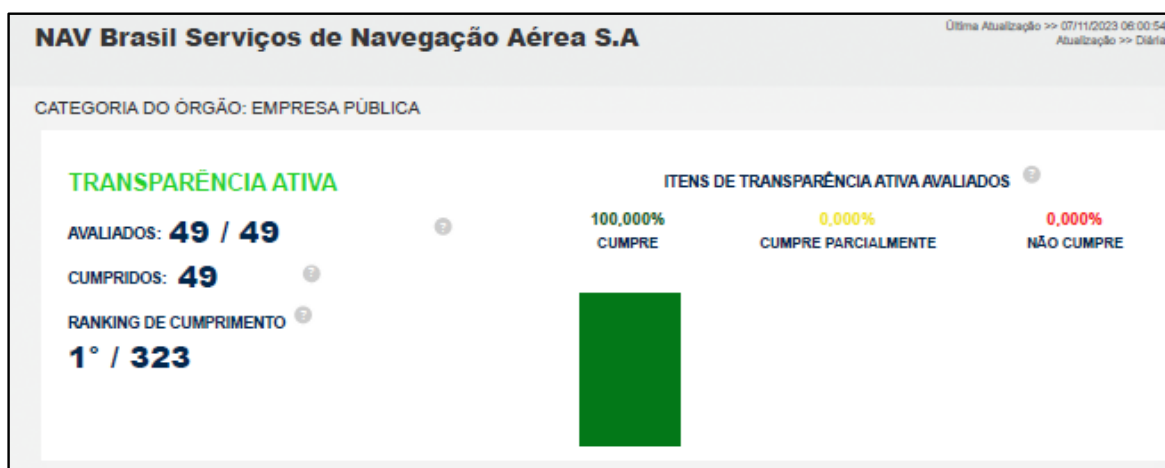 NAV Brasil Serviços de Navegação Aérea S.A
Última Atualização >> 07/11/2023 06:00:54
Atualização >> Diária
CATEGORIA DO ÓRGÃO: EMPRESA PÚBLICA
TRANSPARÊNCIA ATIVA
AVALIADOS: 49 / 49 ?
CUMPRIDOS: 49 ?
RANKING DE CUMPRIMENTO ?
1° / 323
ITENS DE TRANSPARÊNCIA ATIVA AVALIADOS ?
100,000% 0,000% 0,000%
CUMPRE CUMPRE PARCIALMENTE NÃO CUMPRE